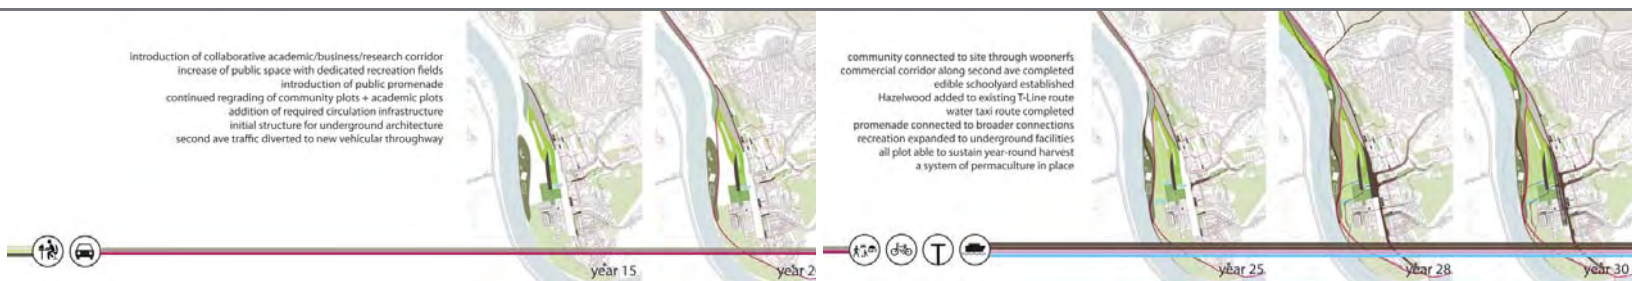 introduction of collaborative academic/business/research corridor
increase of public space with dedicated recreation fields
introduction of public promenade
continued regrading of community plots + academic plots
addition of required circulation infrastructure
initial structure for underground architecture
second ave traffic diverted to new vehicular throughway
year 15
year 2
community connected to site through woonerfs
commercial corridor along second ave completed
edible schoolyard established
Hazelwood added to existing T-Line route
water taxi route completed
promenade connected to broader connections
recreation expanded to underground facilities
all plot able to sustain year-round harvest
a system of permaculture in place
T
year 25
year 28
year 30